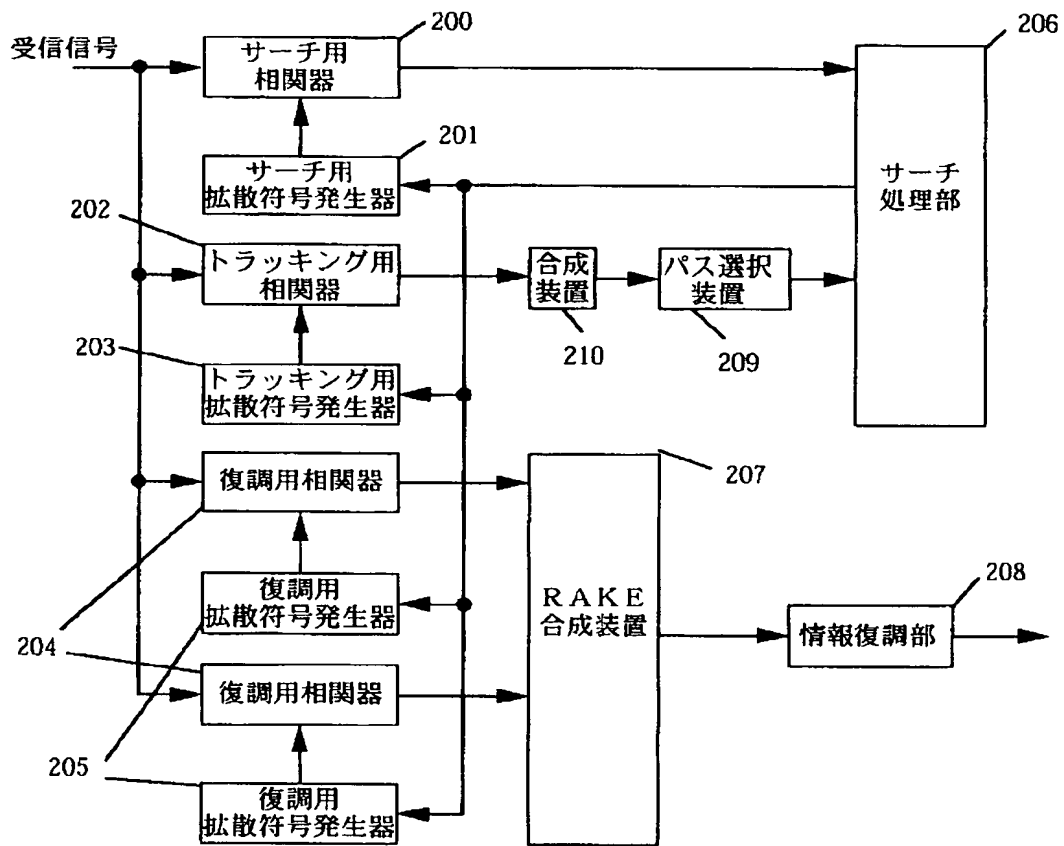 200
206
受信信号
サーチ用
相関器
201
サーチ用
拡散符号発生器
サーチ
処理部
202
トラッキング用
相関器
合成
装置
パス選択
装置
210
209
203
トラッキング用
拡散符号発生器
207
復調用相関器
復調用
拡散符号発生器
RAKE
合成装置
208
情報復調部
204
復調用相関器
205
復調用
拡散符号発生器